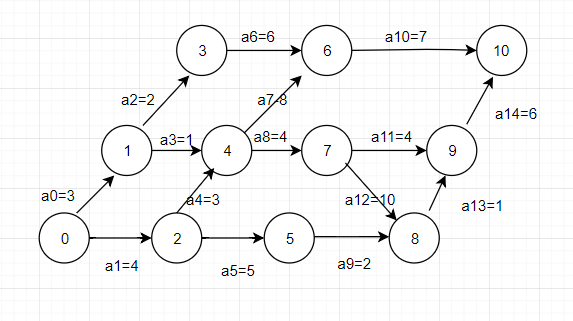 a6=6
a10=7
3
6
10
a2=2
a7-8
a14=6
a3=1
a8=4
a11=4
1
4
7
9
a0=3
a4=3
a12=10
a13=1
0
2
5
8
a1=4
a5=5
a9=2